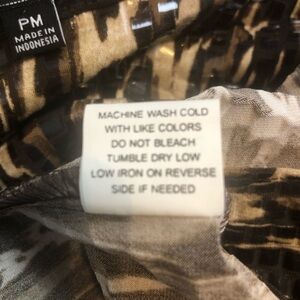 PM
MADE IN
INDONESIA
MACHINE WASH COLD
WITH LIKE COLORS
DO NOT BLEACH
TUMBLE DRY LOW
LOW IRON ON REVERSE
SIDE IF NEEDED